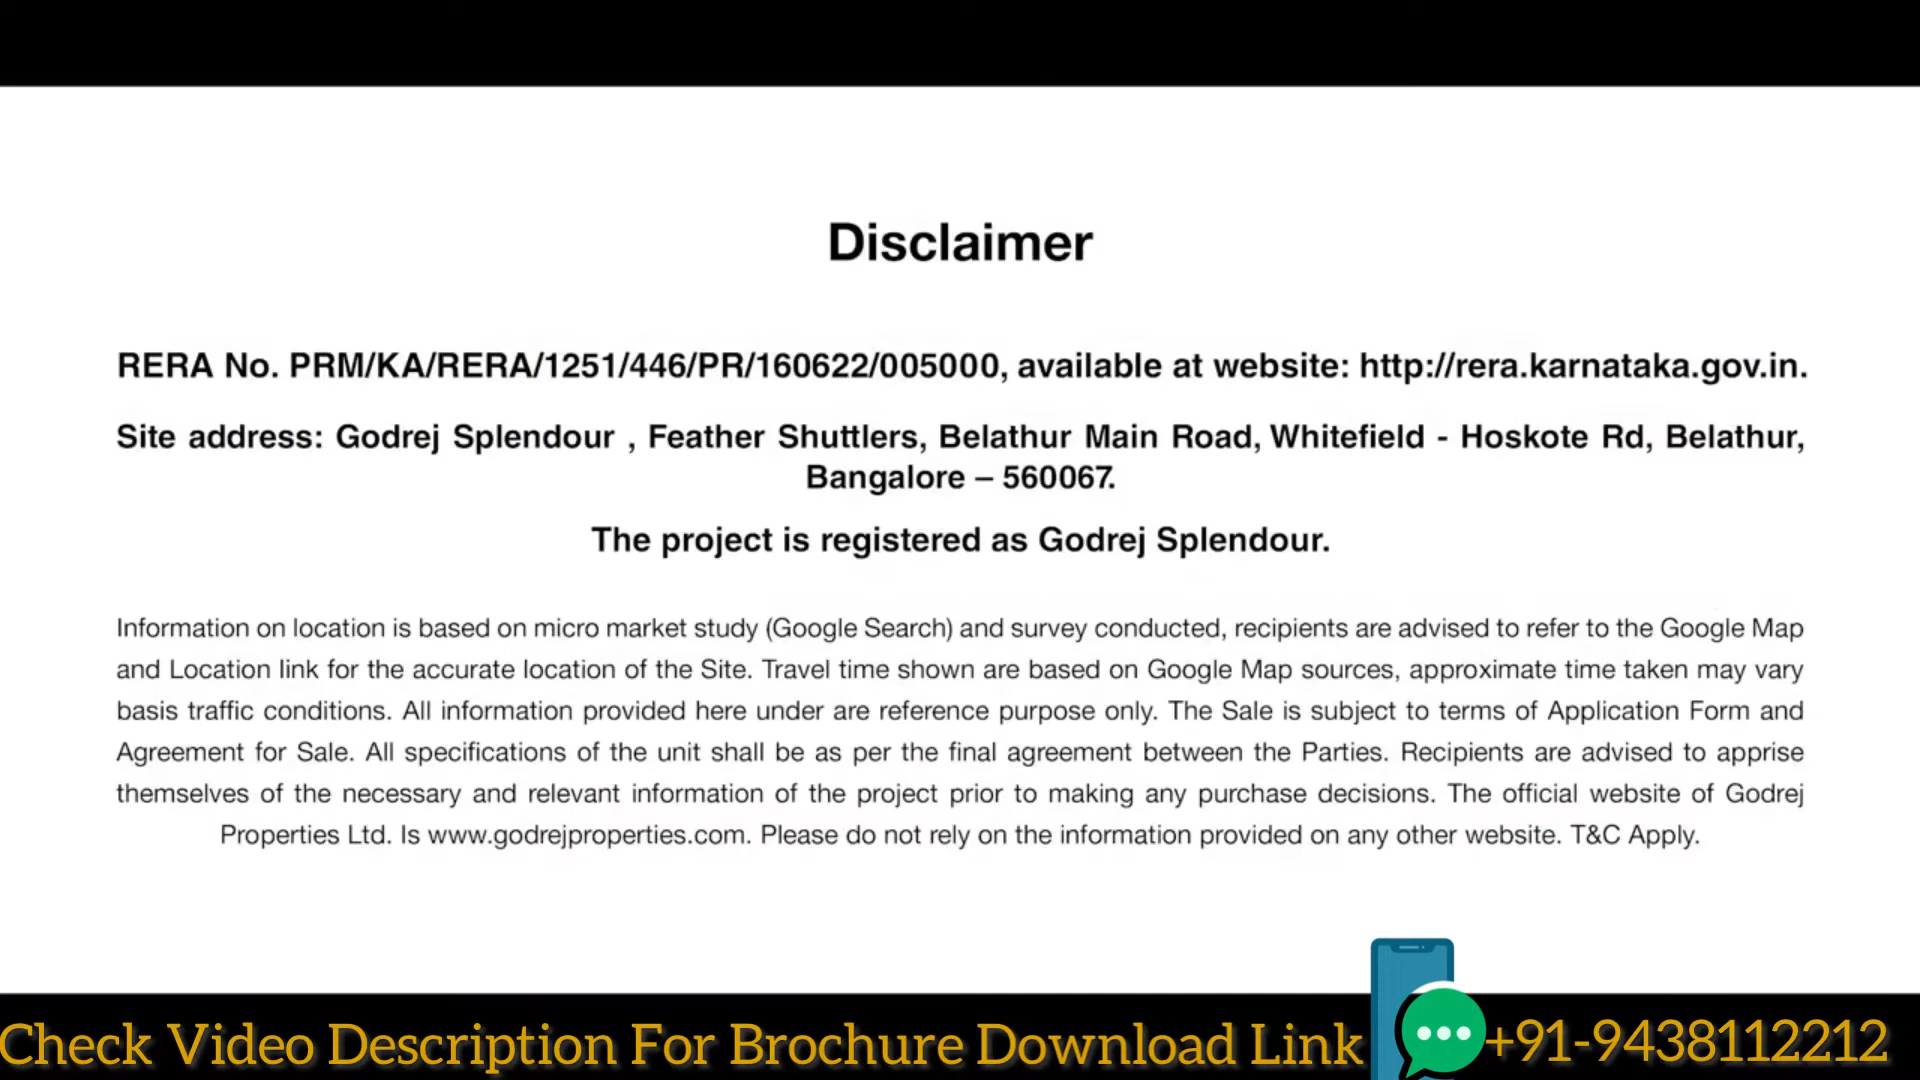 Disclaimer
RERA No. PRM/KA/RERA/1251/446/PR/160622/005000, available at website: http://rera.karnataka.gov.in.
Site address: Godrej Splendour , Feather Shuttlers, Belathur Main Road, Whitefield - Hoskote Rd, Belathur,
Bangalore – 560067.
The project is registered as Godrej Splendour.
Information on location is based on micro market study (Google Search) and survey conducted, recipients are advised to refer to the Google Map
and Location link for the accurate location of the Site. Travel time shown are based on Google Map sources, approximate time taken may vary
basis traffic conditions. All information provided here under are reference purpose only. The Sale is subject to terms of Application Form and
Agreement for Sale. All specifications of the unit shall be as per the final agreement between the Parties. Recipients are advised to apprise
themselves of the necessary and relevant information of the project prior to making any purchase decisions. The official website of Godrej
Properties Ltd. Is www.godrejproperties.com. Please do not rely on the information provided on any other website. T&C Apply.
Check Video Description For Brochure Download Link +91-9438112212